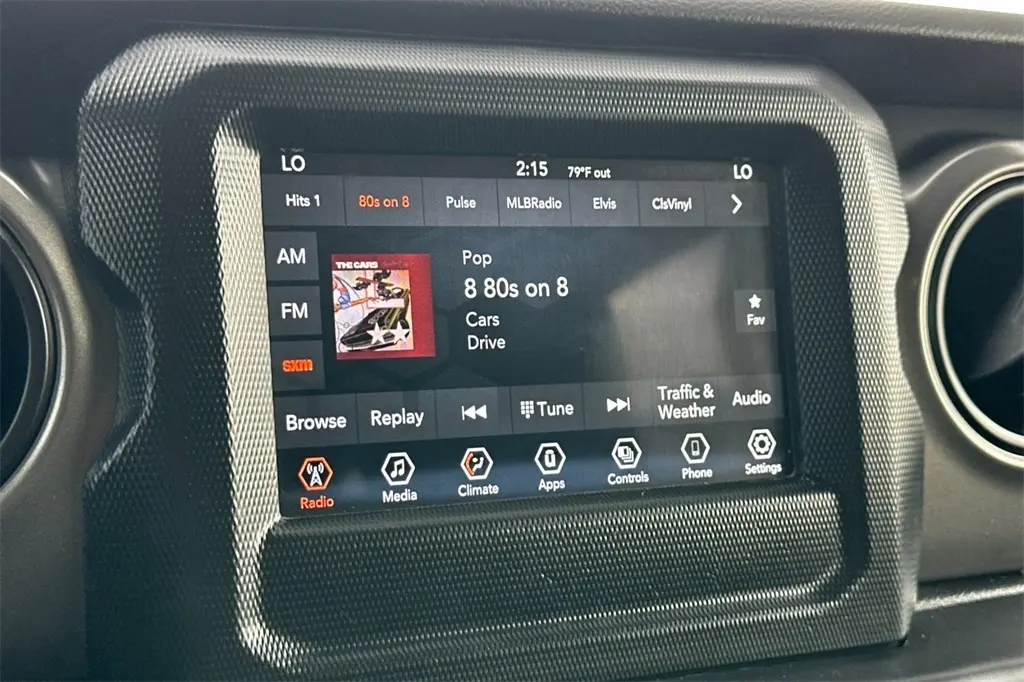 LO 2:15 79°F out LO
Hits 1 80s on 8 Pulse MLBRadio Elvis ClsVinyl
AM
FM
sxm
THE CARS
Pop
8 80s on 8
Cars
Drive
Fav
Browse Replay Tune Traffic & Weather Audio
Radio Media Climate Apps Controls Phone Settings